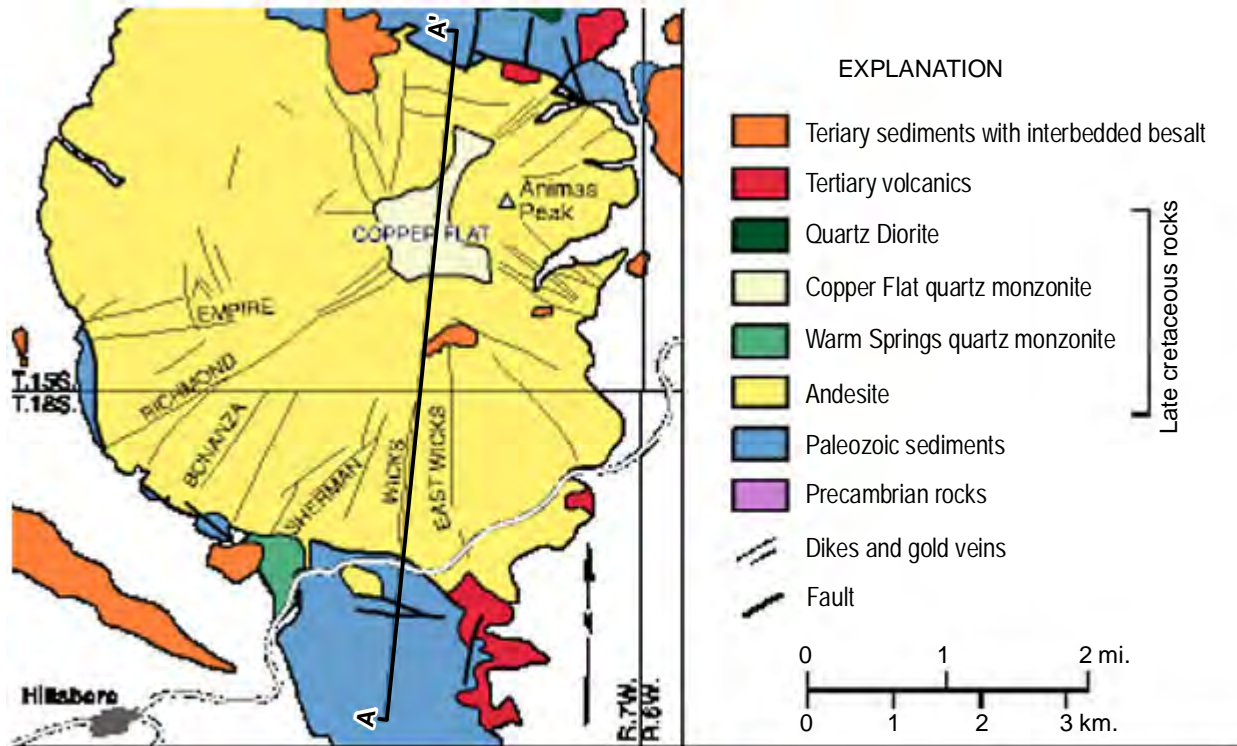 A'
Animas
Peak
COPPER FLAT
EMPIRE
T.15S.
T.18S.
RICHMOND
BONANZA
SHERMAN
WICKS
EAST WICKS
A
Hillsboro
R.7W.
R.6W.
EXPLANATION
Teriary sediments with interbedded besalt
Tertiary volcanics
Quartz Diorite
Copper Flat quartz monzonite
Warm Springs quartz monzonite
Andesite
Paleozoic sediments
Precambrian rocks
Dikes and gold veins
Fault
Late cretaceous rocks
0 1 2 mi.
0 1 2 3 km.